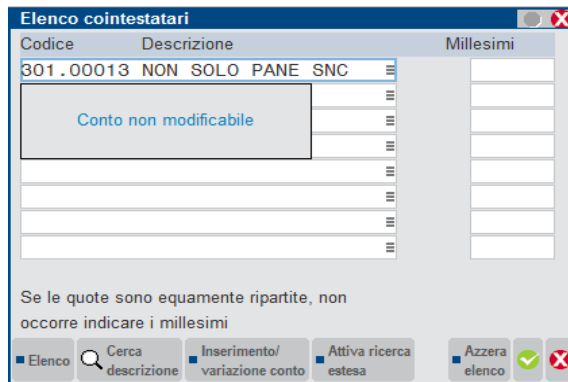 Elenco cointestatari
Codice Descrizione Millesimi
301.00013 NON SOLO PANE SNC
Conto non modificabile
Se le quote sono equamente ripartite, non
occorre indicare i millesimi
Elenco
Cerca
descrizione
Inserimento/
variazione conto
Attiva ricerca
estesa
Azzera
elenco